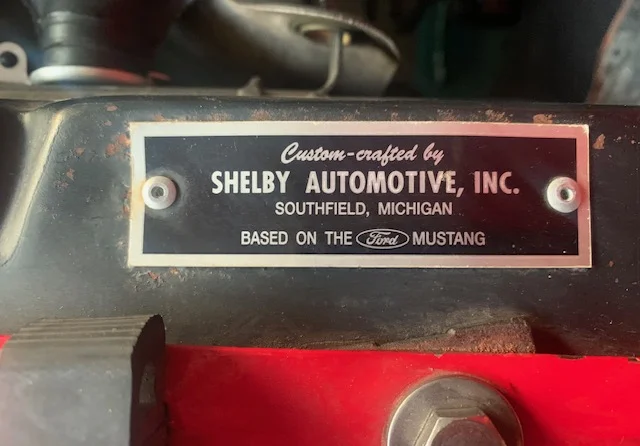 Custom-crafted by
SHELBY AUTOMOTIVE, INC.
SOUTHFIELD, MICHIGAN
BASED ON THE Ford MUSTANG